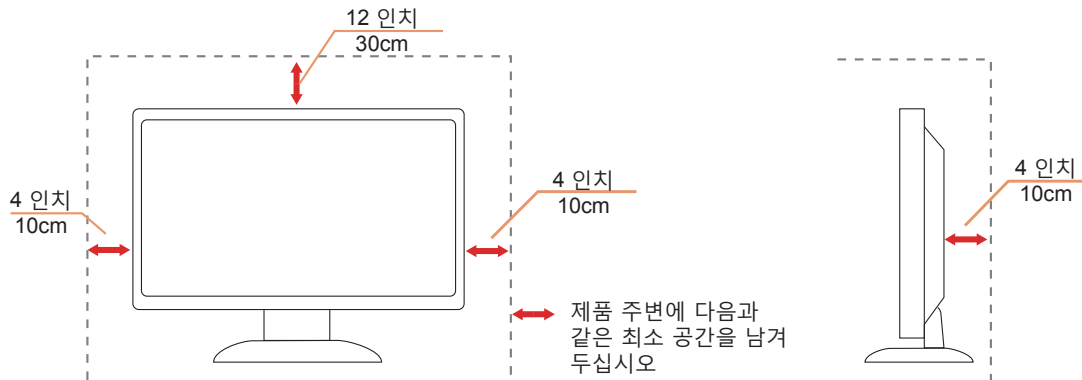 12 인치
30cm
4 인치
10cm
4 인치
10cm
4 인치
10cm
제품 주변에 다음과
같은 최소 공간을 남겨
두십시오